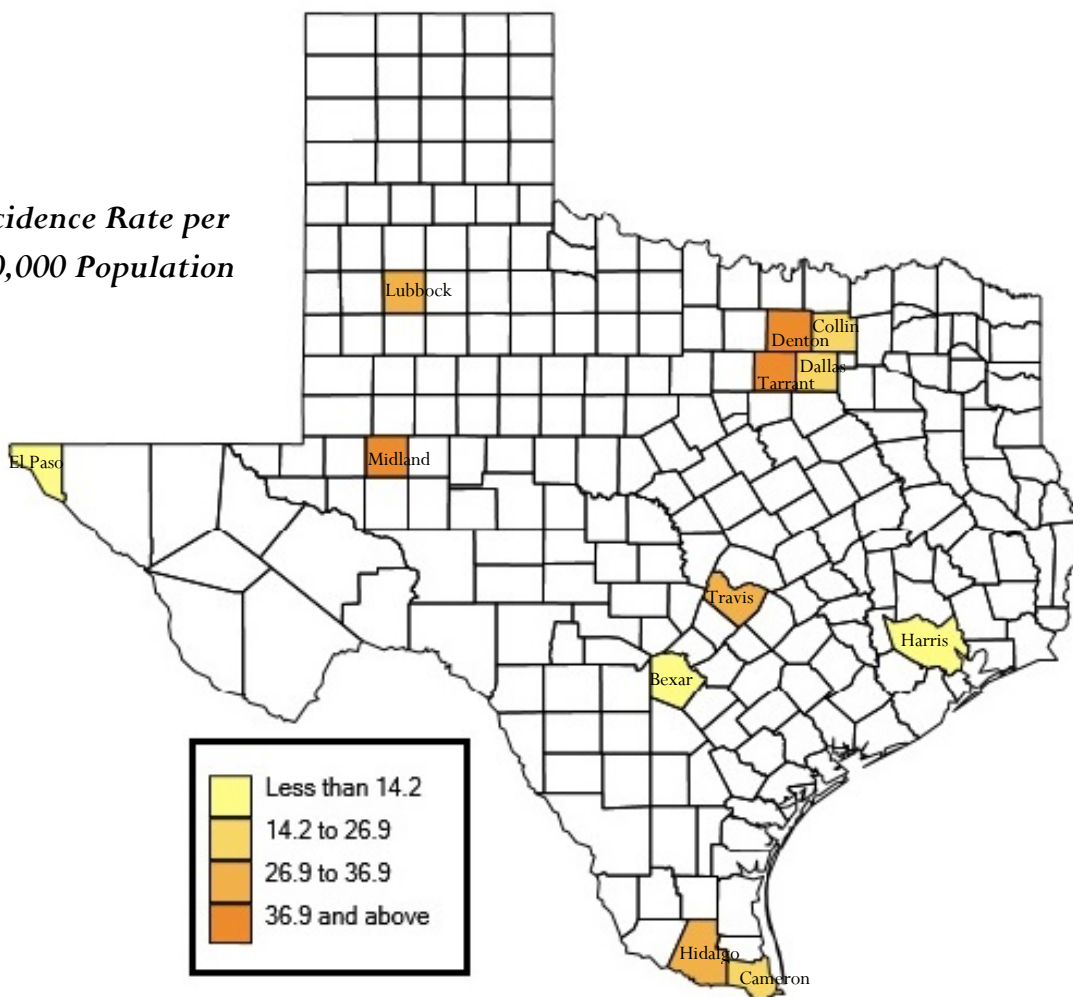 cidence Rate per
0,000 Population
Lubbock
Collin
Denton
Dallas
Tarrant
El Paso
Midland
Travis
Harris
Bexar
Less than 14.2
14.2 to 26.9
26.9 to 36.9
36.9 and above
Hidalgo
Cameron